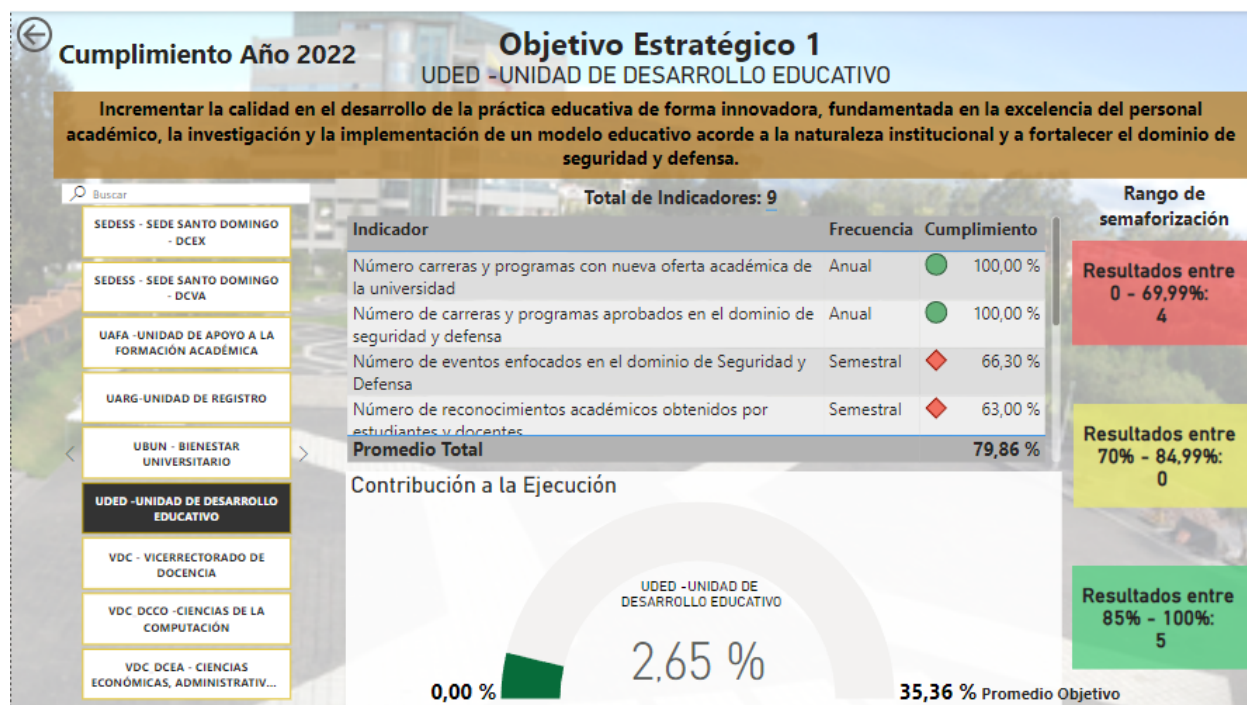 Cumplimiento Año 2022
Objetivo Estratégico 1
UDED -UNIDAD DE DESARROLLO EDUCATIVO
Incrementar la calidad en el desarrollo de la práctica educativa de forma innovadora, fundamentada en la excelencia del personal
académico, la investigación y la implementación de un modelo educativo acorde a la naturaleza institucional y a fortalecer el dominio de
seguridad y defensa.
Buscar
SEDESS - SEDE SANTO DOMINGO
- DCEX
SEDESS - SEDE SANTO DOMINGO
- DCVA
UAFA -UNIDAD DE APOYO A LA
FORMACIÓN ACADÉMICA
UARG-UNIDAD DE REGISTRO
UBUN - BIENESTAR
UNIVERSITARIO
UDED -UNIDAD DE DESARROLLO
EDUCATIVO
VDC - VICERRECTORADO DE
DOCENCIA
VDC_DCCO -CIENCIAS DE LA
COMPUTACIÓN
VDC_DCEA - CIENCIAS
ECONÓMICAS, ADMINISTRATIV...
Total de Indicadores: 9
Indicador Frecuencia Cumplimiento
Número carreras y programas con nueva oferta académica de Anual 100,00 %
la universidad
Número de carreras y programas aprobados en el dominio de Anual 100,00 %
seguridad y defensa
Número de eventos enfocados en el dominio de Seguridad y Semestral 66,30 %
Defensa
Número de reconocimientos académicos obtenidos por Semestral 63,00 %
estudiantes y docentes
Promedio Total 79,86 %
Contribución a la Ejecución
UDED -UNIDAD DE
DESARROLLO EDUCATIVO
2,65 %
0,00 %
35,36 % Promedio Objetivo
Rango de
semaforización
Resultados entre
0 - 69,99%:
4
Resultados entre
70% - 84,99%:
0
Resultados entre
85% - 100%:
5